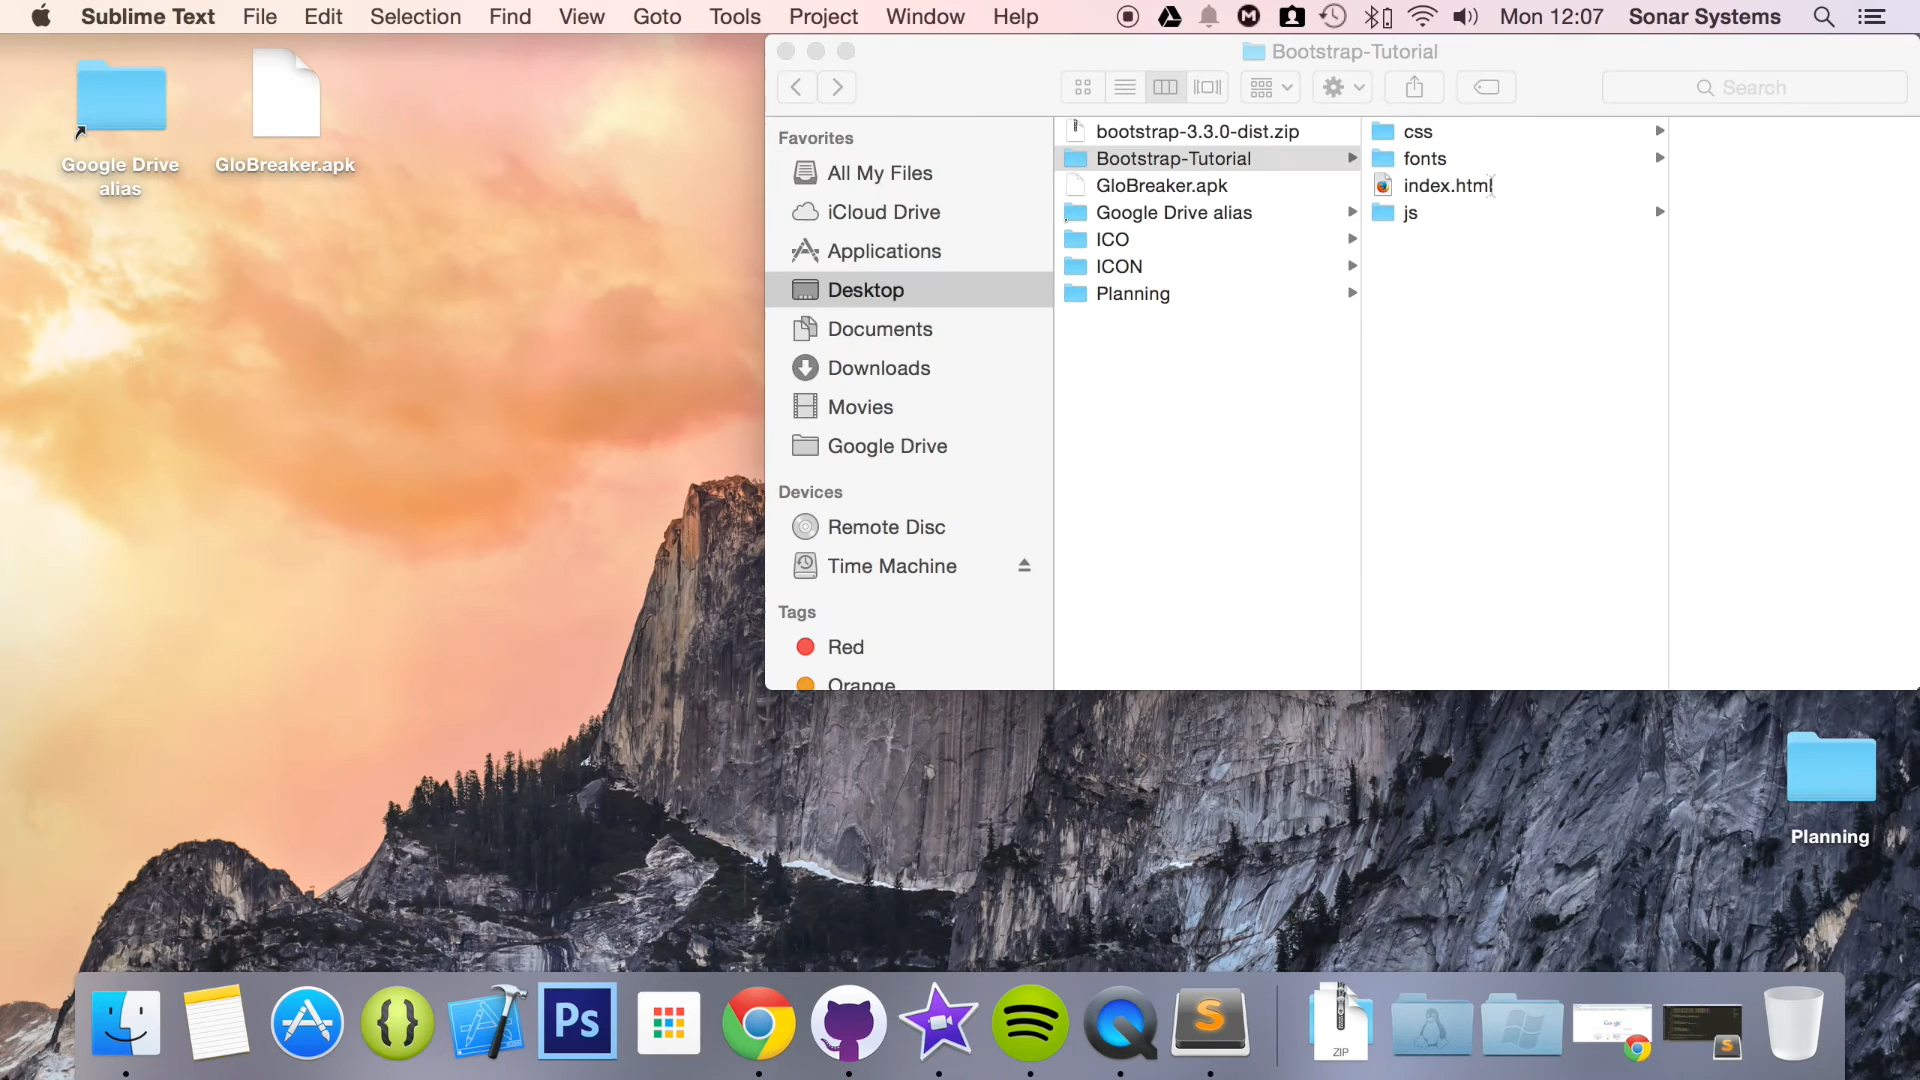 Sublime Text File Edit Selection Find View Goto Tools Project Window Help Mon 12:07 Sonar Systems
Bootstrap-Tutorial
Search
Google Drive
alias
GloBreaker.apk
Favorites
All My Files
iCloud Drive
Applications
Desktop
Documents
Downloads
Movies
Google Drive
Devices
Remote Disc
Time Machine
Tags
Red
Orange
bootstrap-3.3.0-dist.zip
Bootstrap-Tutorial
GloBreaker.apk
Google Drive alias
ICO
ICON
Planning
css
fonts
index.html
js
Planning
Ps
ZIP